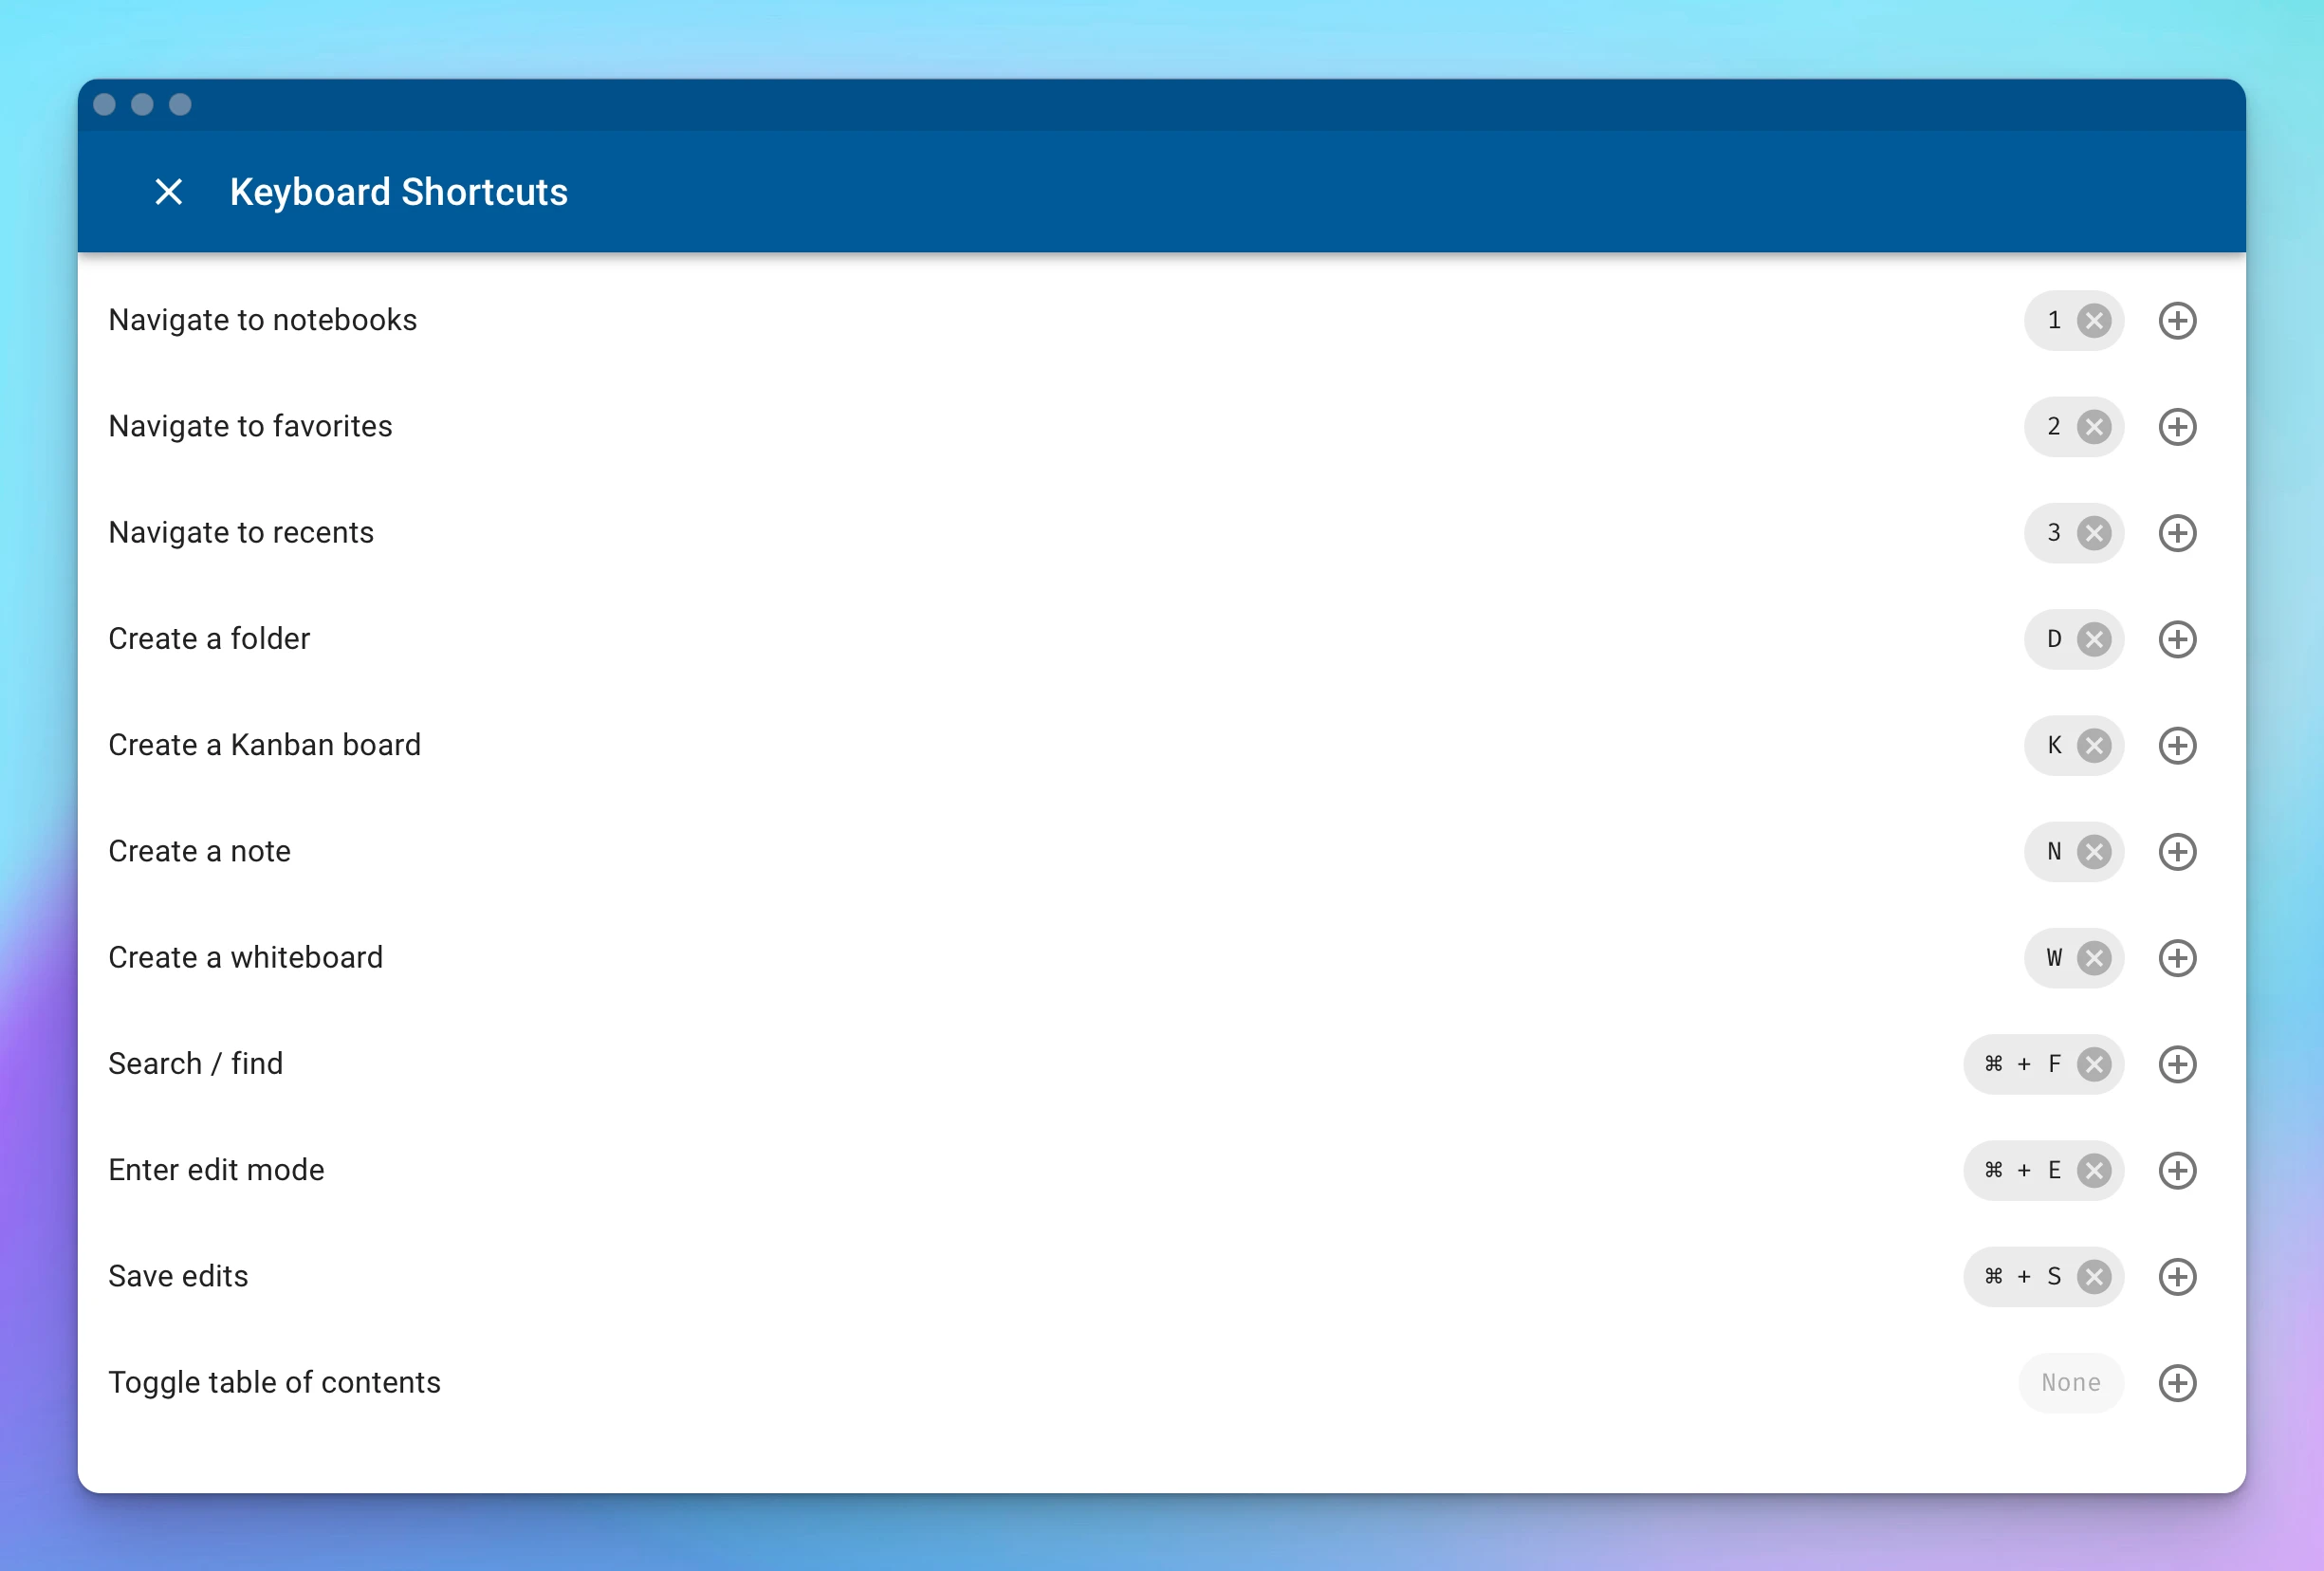 Keyboard Shortcuts
Navigate to notebooks 1
Navigate to favorites 2
Navigate to recents 3
Create a folder D
Create a Kanban board K
Create a note N
Create a whiteboard W
Search / find ⌘ + F
Enter edit mode ⌘ + E
Save edits ⌘ + S
Toggle table of contents None